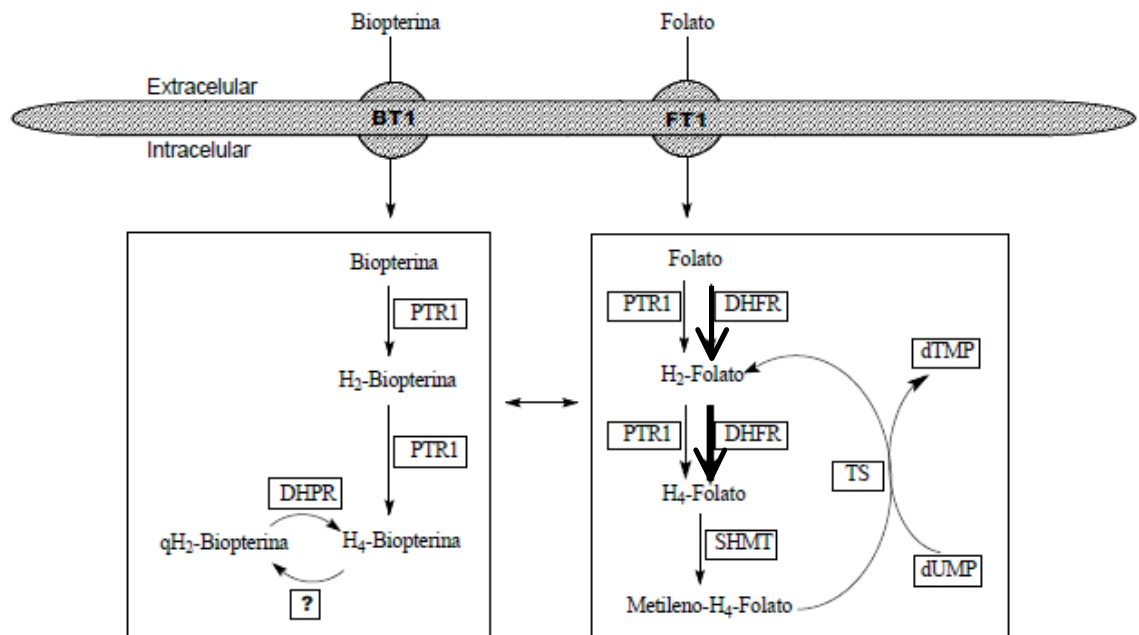 Biopterina
Folato
Extracelular
BT1
FT1
Intracelular
Biopterina
PTR1
H₂-Biopterina
PTR1
DHPR
qH₂-Biopterina
H₄-Biopterina
?
Folato
PTR1
DHFR
H₂-Folato
PTR1
DHFR
H₄-Folato
SHMT
Metileno-H₄-Folato
dTMP
TS
dUMP